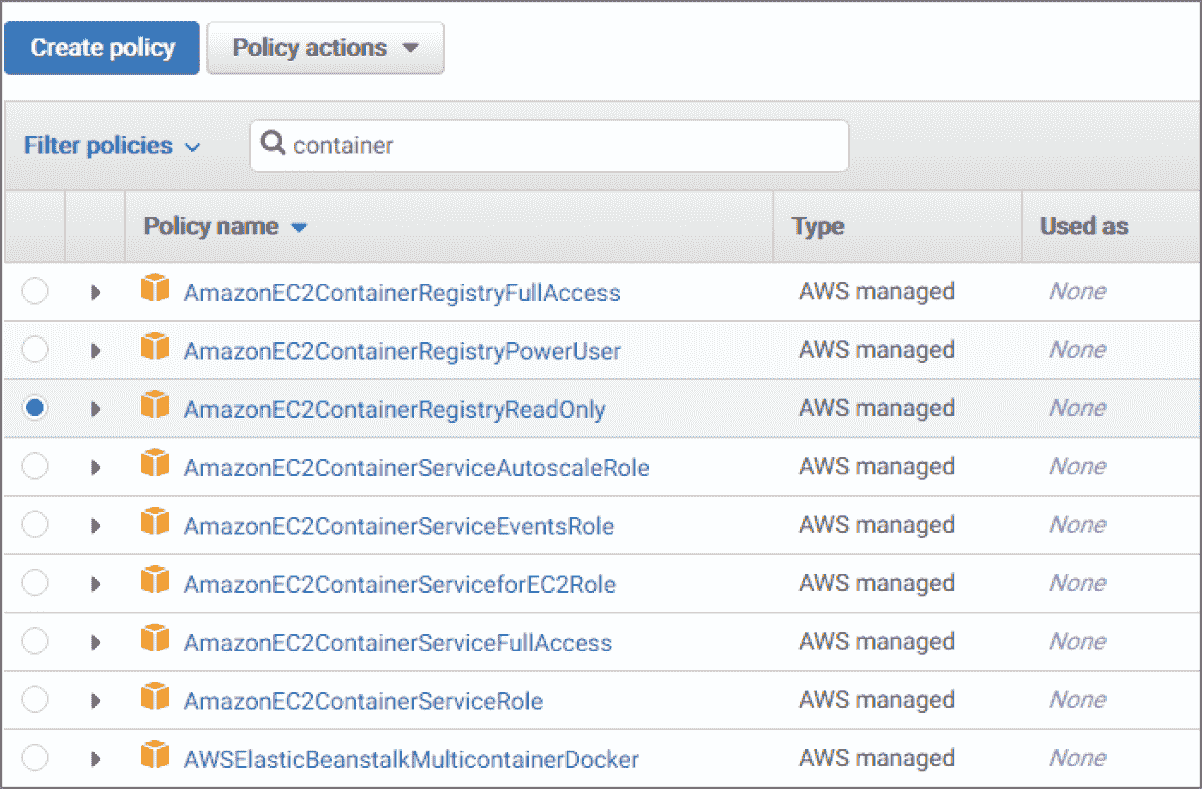 Create policy Policy actions
Filter policies container
Policy name Type Used as
AmazonEC2ContainerRegistryFullAccess AWS managed None
AmazonEC2ContainerRegistryPowerUser AWS managed None
AmazonEC2ContainerRegistryReadOnly AWS managed None
AmazonEC2ContainerServiceAutoscaleRole AWS managed None
AmazonEC2ContainerServiceEventsRole AWS managed None
AmazonEC2ContainerServiceforEC2Role AWS managed None
AmazonEC2ContainerServiceFullAccess AWS managed None
AmazonEC2ContainerServiceRole AWS managed None
AWSElasticBeanstalkMulticontainerDocker AWS managed None